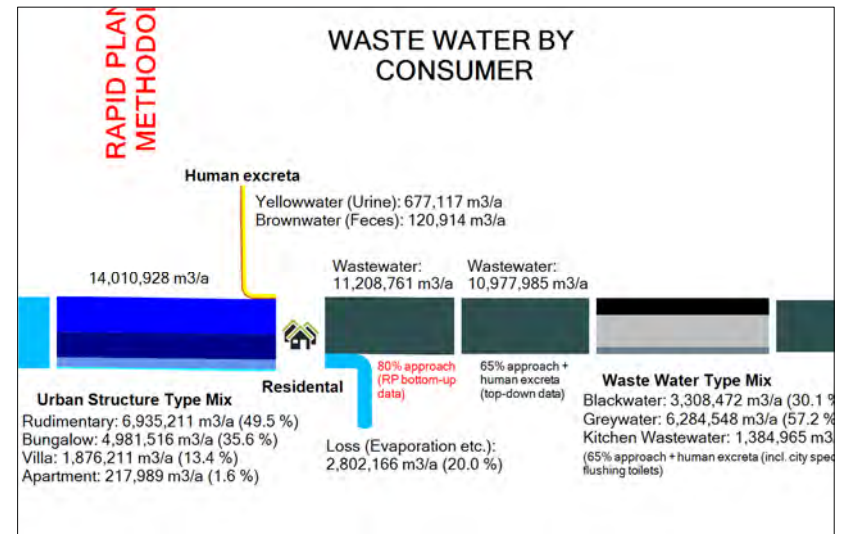 RAPID PLAN
METHODOL
WASTE WATER BY
CONSUMER
Human excreta
Yellowwater (Urine): 677,117 m3/a
Brownwater (Feces): 120,914 m3/a
14,010,928 m3/a
Wastewater:
11,208,761 m3/a
Wastewater:
10,977,985 m3/a
Residental
80% approach
(RP bottom-up
data)
65% approach +
human excreta
(top-down data)
Urban Structure Type Mix
Rudimentary: 6,935,211 m3/a (49.5 %)
Bungalow: 4,981,516 m3/a (35.6 %)
Villa: 1,876,211 m3/a (13.4 %)
Apartment: 217,989 m3/a (1.6 %)
Loss (Evaporation etc.):
2,802,166 m3/a (20.0 %)
Waste Water Type Mix
Blackwater: 3,308,472 m3/a (30.1 %
Greywater: 6,284,548 m3/a (57.2 %
Kitchen Wastewater: 1,384,965 m3
(65% approach + human excreta (incl. city spec
flushing toilets)